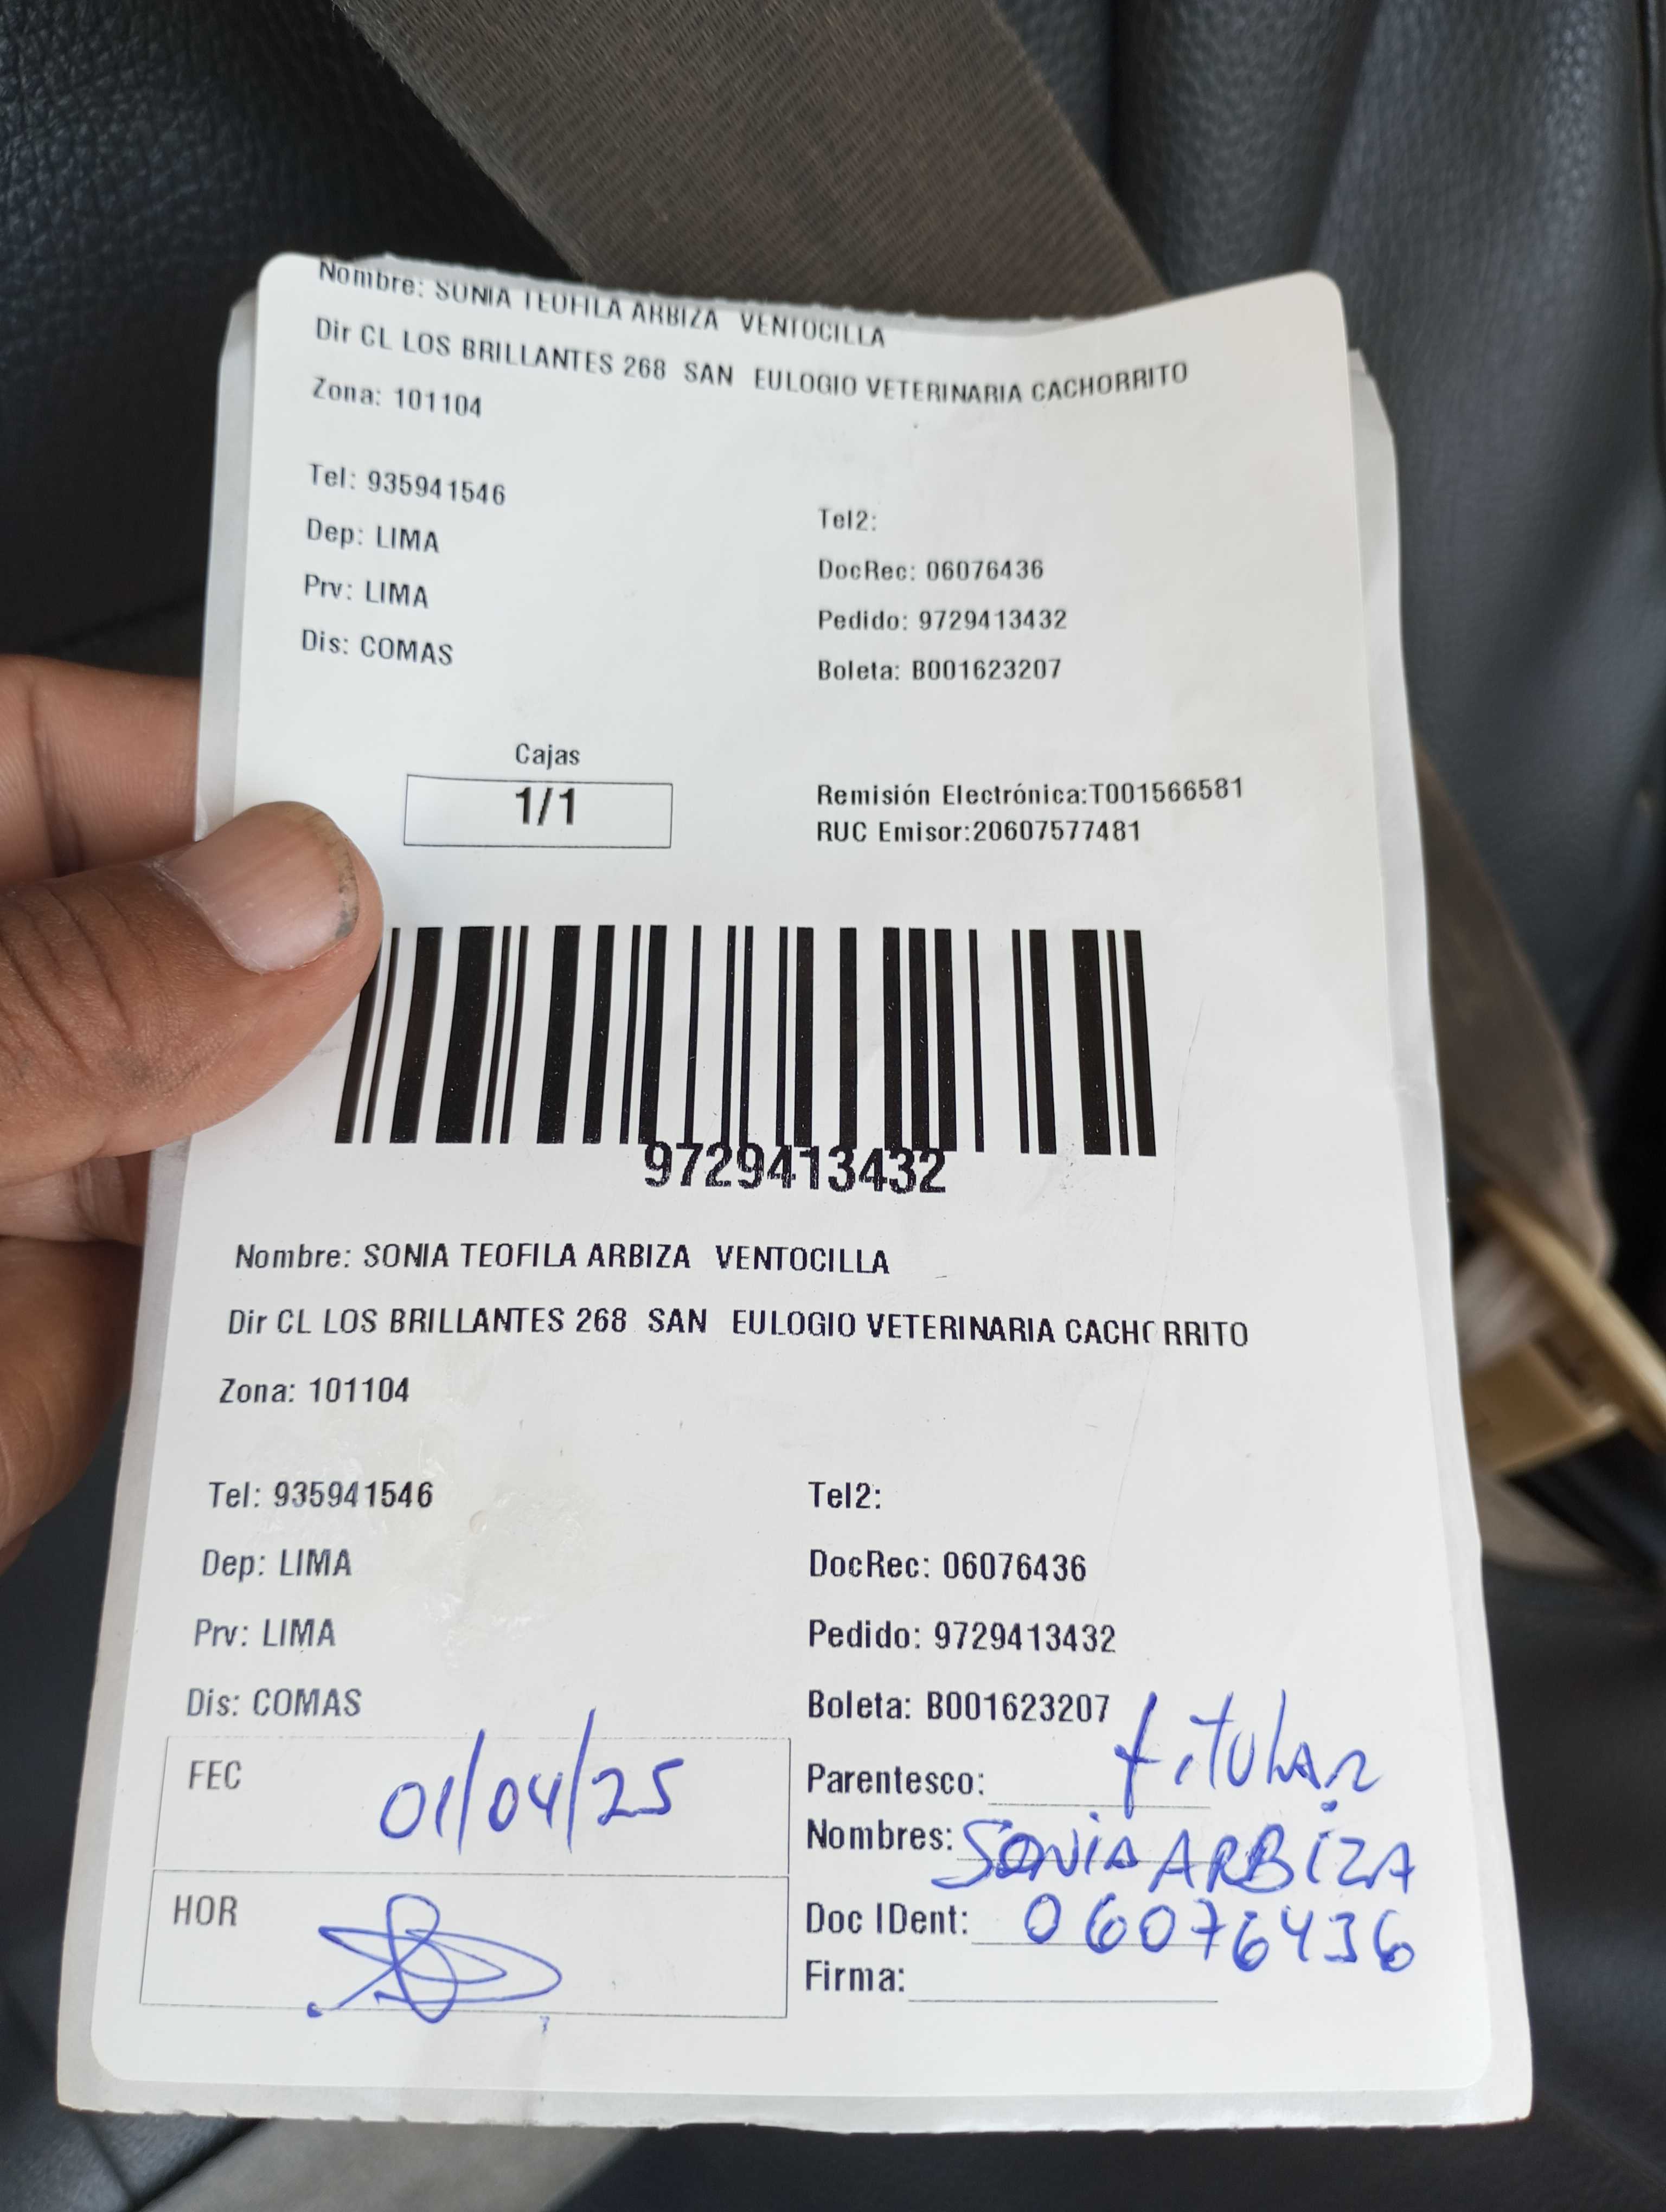 Nombre: SONIA TEOFILA ARBIZA VENTOCILLA
Dir CL LOS BRILLANTES 268 SAN EULOGIO VETERINARIA CACHORRITO
Zona: 101104
Tel: 935941546
Tel2:
Dep: LIMA
DocRec: 06076436
Prv: LIMA
Pedido: 9729413432
Dis: COMAS
Boleta: B001623207
Cajas
1/1
Remisión Electrónica:T001566581
RUC Emisor:20607577481
9729413432
Nombre: SONIA TEOFILA ARBIZA VENTOCILLA
Dir CL LOS BRILLANTES 268 SAN EULOGIO VETERINARIA CACHORRITO
Zona: 101104
Tel: 935941546
Tel2:
Dep: LIMA
DocRec: 06076436
Prv: LIMA
Pedido: 9729413432
Dis: COMAS
Boleta: B001623207
FEC 01/04/25
Parentesco: titular
Nombres: SONIA ARBIZA
HOR
Doc IDent: 06076436
Firma: